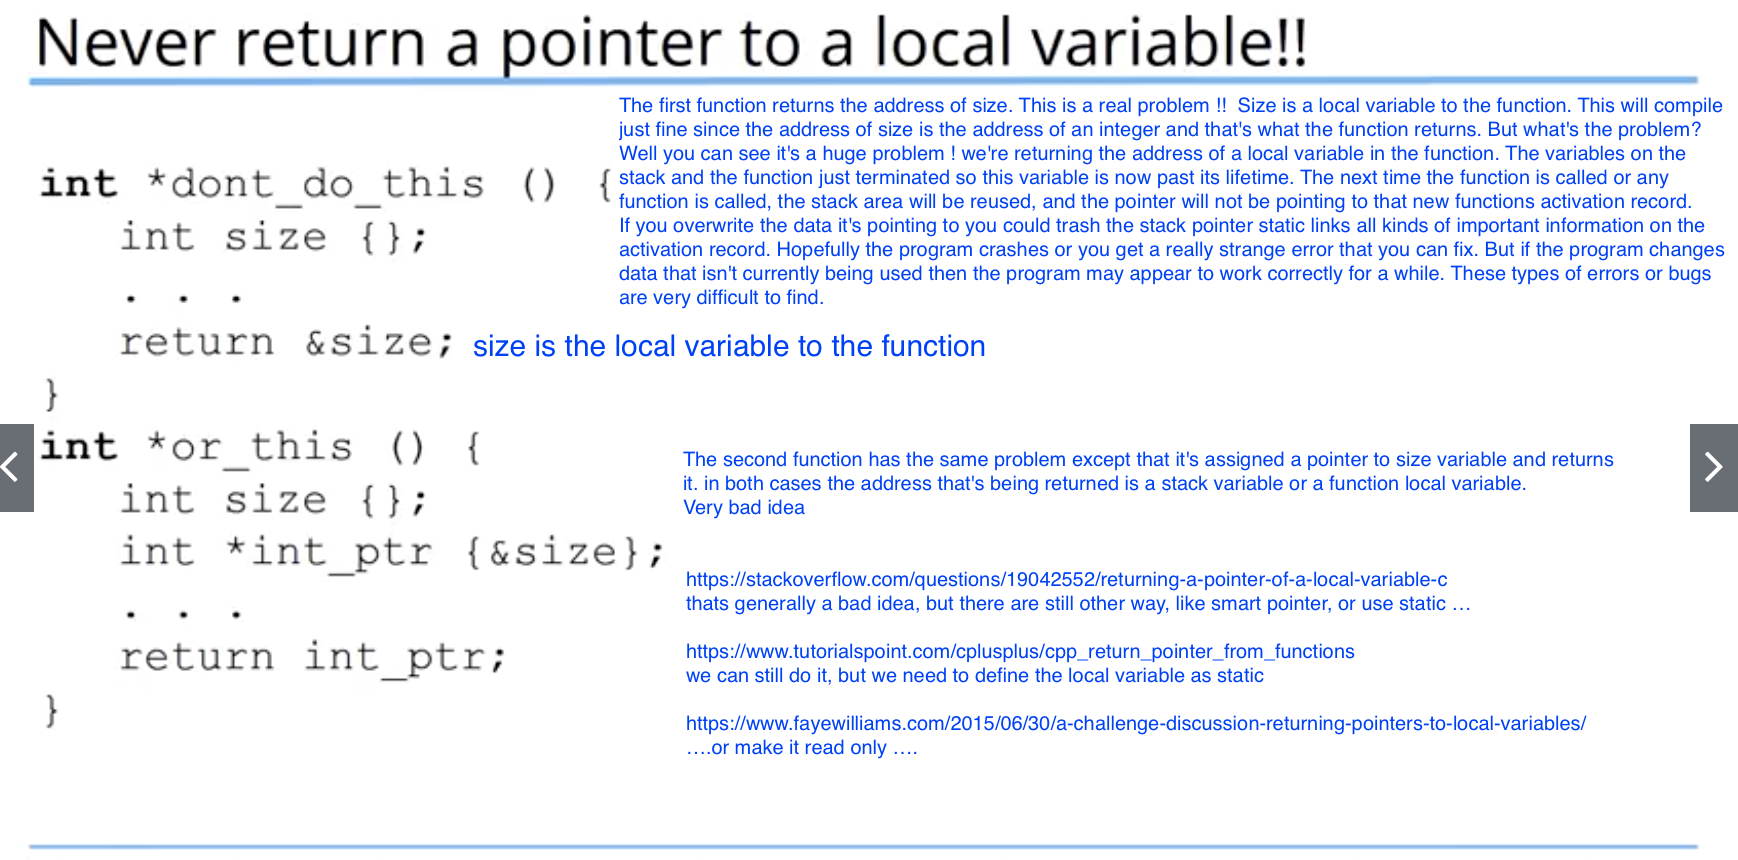 Never return a pointer to a local variable!!
The first function returns the address of size. This is a real problem !!  Size is a local variable to the function. This will compile
just fine since the address of size is the address of an integer and that's what the function returns. But what's the problem?
Well you can see it's a huge problem ! we're returning the address of a local variable in the function. The variables on the
stack and the function just terminated so this variable is now past its lifetime. The next time the function is called or any
function is called, the stack area will be reused, and the pointer will not be pointing to that new functions activation record.
If you overwrite the data it's pointing to you could trash the stack pointer static links all kinds of important information on the
activation record. Hopefully the program crashes or you get a really strange error that you can fix. But if the program changes
data that isn't currently being used then the program may appear to work correctly for a while. These types of errors or bugs
are very difficult to find.
int *dont_do_this () {
int size {};
. . .
return &size; size is the local variable to the function
}
int *or_this () {
int size {};
int *int_ptr {&size};
. . .
return int_ptr;
}
The second function has the same problem except that it's assigned a pointer to size variable and returns
it. in both cases the address that's being returned is a stack variable or a function local variable.
Very bad idea
https://stackoverflow.com/questions/19042552/returning-a-pointer-of-a-local-variable-c
thats generally a bad idea, but there are still other way, like smart pointer, or use static …
https://www.tutorialspoint.com/cplusplus/cpp_return_pointer_from_functions
we can still do it, but we need to define the local variable as static
https://www.fayewilliams.com/2015/06/30/a-challenge-discussion-returning-pointers-to-local-variables/
….or make it read only ….